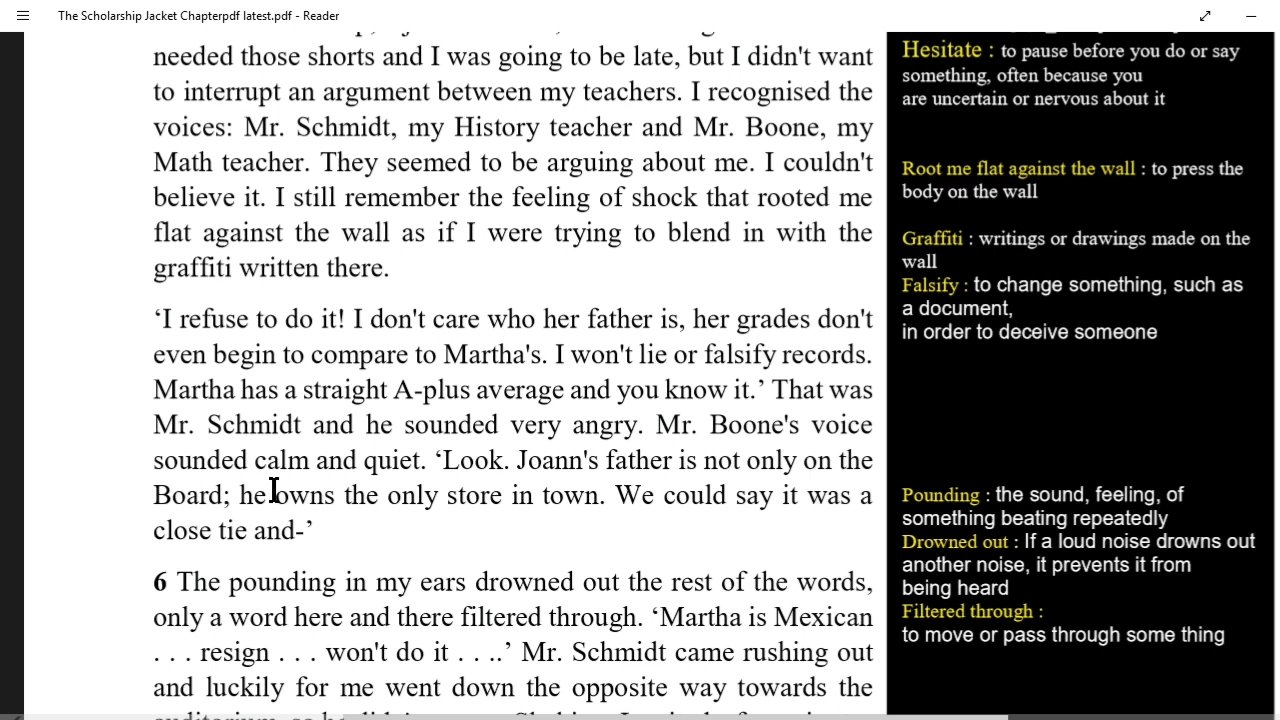 The Scholarship Jacket Chapterpdf latest.pdf - Reader
needed those shorts and I was going to be late, but I didn't want
to interrupt an argument between my teachers. I recognised the
voices: Mr. Schmidt, my History teacher and Mr. Boone, my
Math teacher. They seemed to be arguing about me. I couldn't
believe it. I still remember the feeling of shock that rooted me
flat against the wall as if I were trying to blend in with the
graffiti written there.
‘I refuse to do it! I don't care who her father is, her grades don't
even begin to compare to Martha's. I won't lie or falsify records.
Martha has a straight A-plus average and you know it.’ That was
Mr. Schmidt and he sounded very angry. Mr. Boone's voice
sounded calm and quiet. ‘Look. Joann's father is not only on the
Board; he owns the only store in town. We could say it was a
close tie and-’
6 The pounding in my ears drowned out the rest of the words,
only a word here and there filtered through. ‘Martha is Mexican
. . . resign . . . won't do it . . ..’ Mr. Schmidt came rushing out
and luckily for me went down the opposite way towards the
Hesitate : to pause before you do or say
something, often because you
are uncertain or nervous about it
Root me flat against the wall : to press the
body on the wall
Graffiti : writings or drawings made on the
wall
Falsify : to change something, such as
a document,
in order to deceive someone
Pounding : the sound, feeling, of
something beating repeatedly
Drowned out : If a loud noise drowns out
another noise, it prevents it from
being heard
Filtered through :
to move or pass through some thing